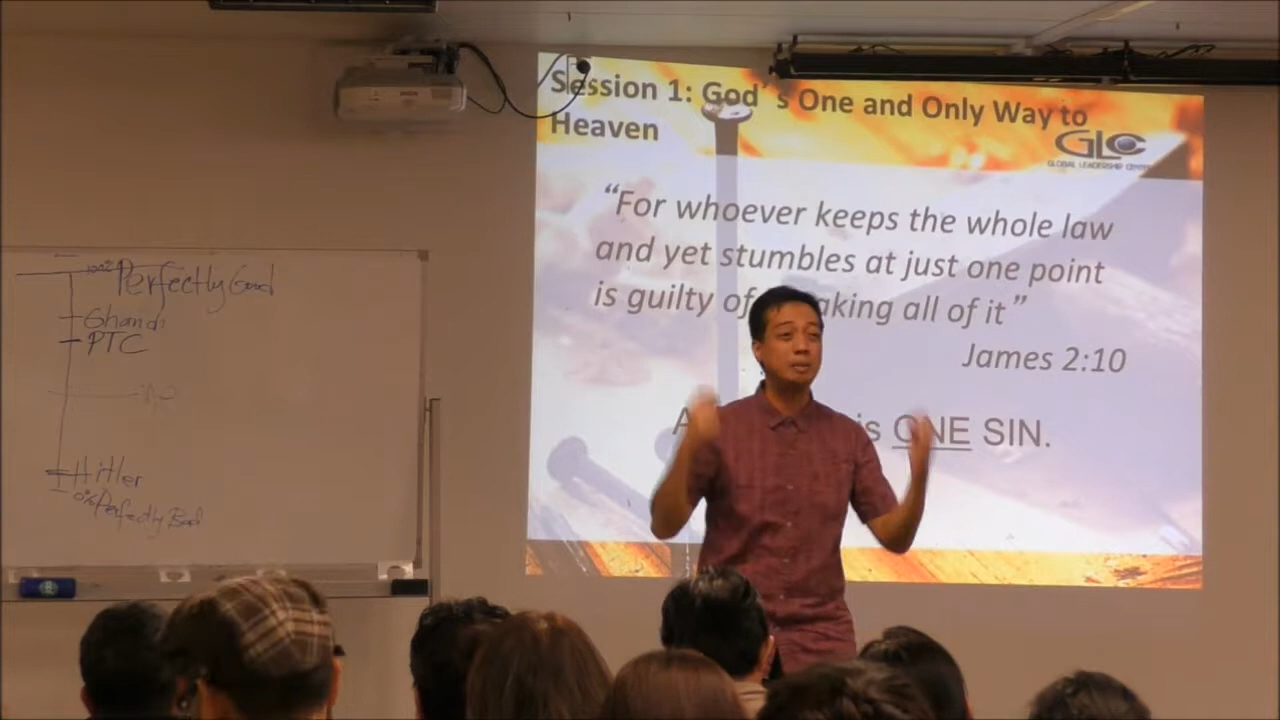 Session 1: God's One and Only Way to
Heaven
GLC
GLOBAL LEADERSHIP CENTER
“For whoever keeps the whole law
and yet stumbles at just one point
is guilty of aking all of it”
James 2:10
A is ONE SIN.
100% Perfectly Good
Ghandi
PTC
Hitler
0% Perfectly Bad